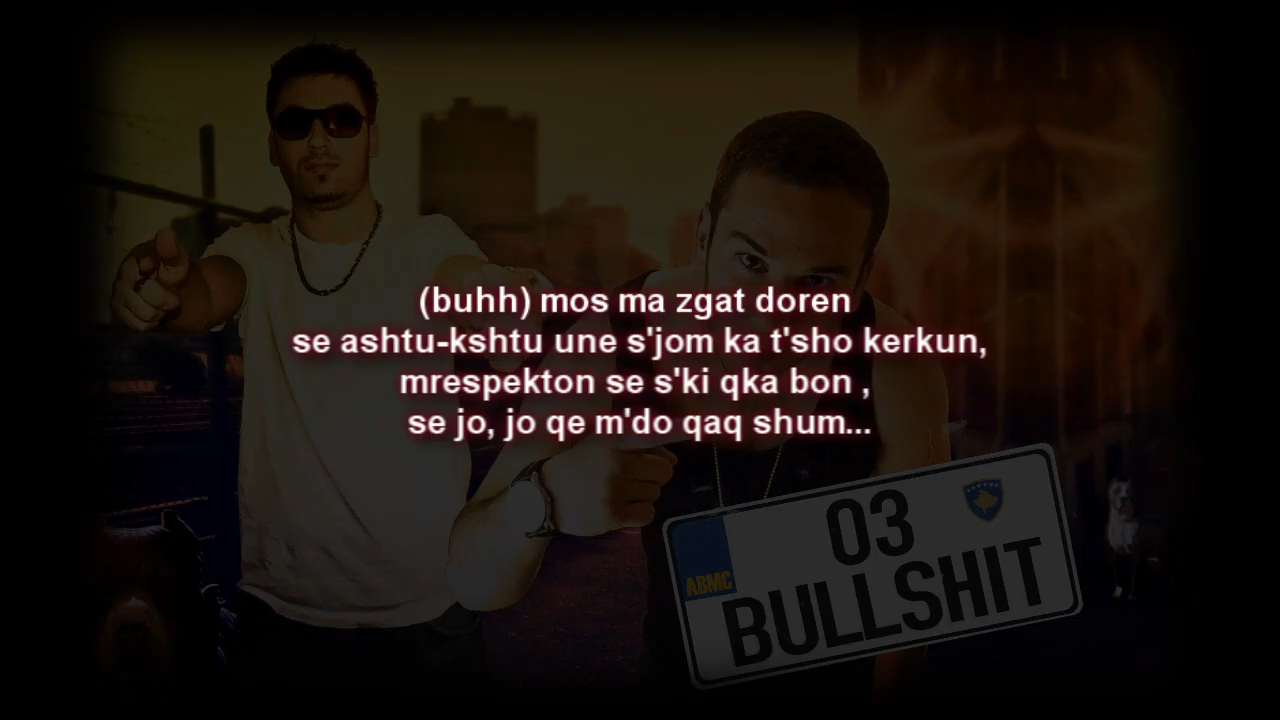 (buhh) mos ma zgat doren
se ashtu-kshtu une s'jom ka t'sho kerkun,
mrespekton se s'ki qka bon ,
se jo, jo qe m'do qaq shum...
03
ABMC
BULLSHIT